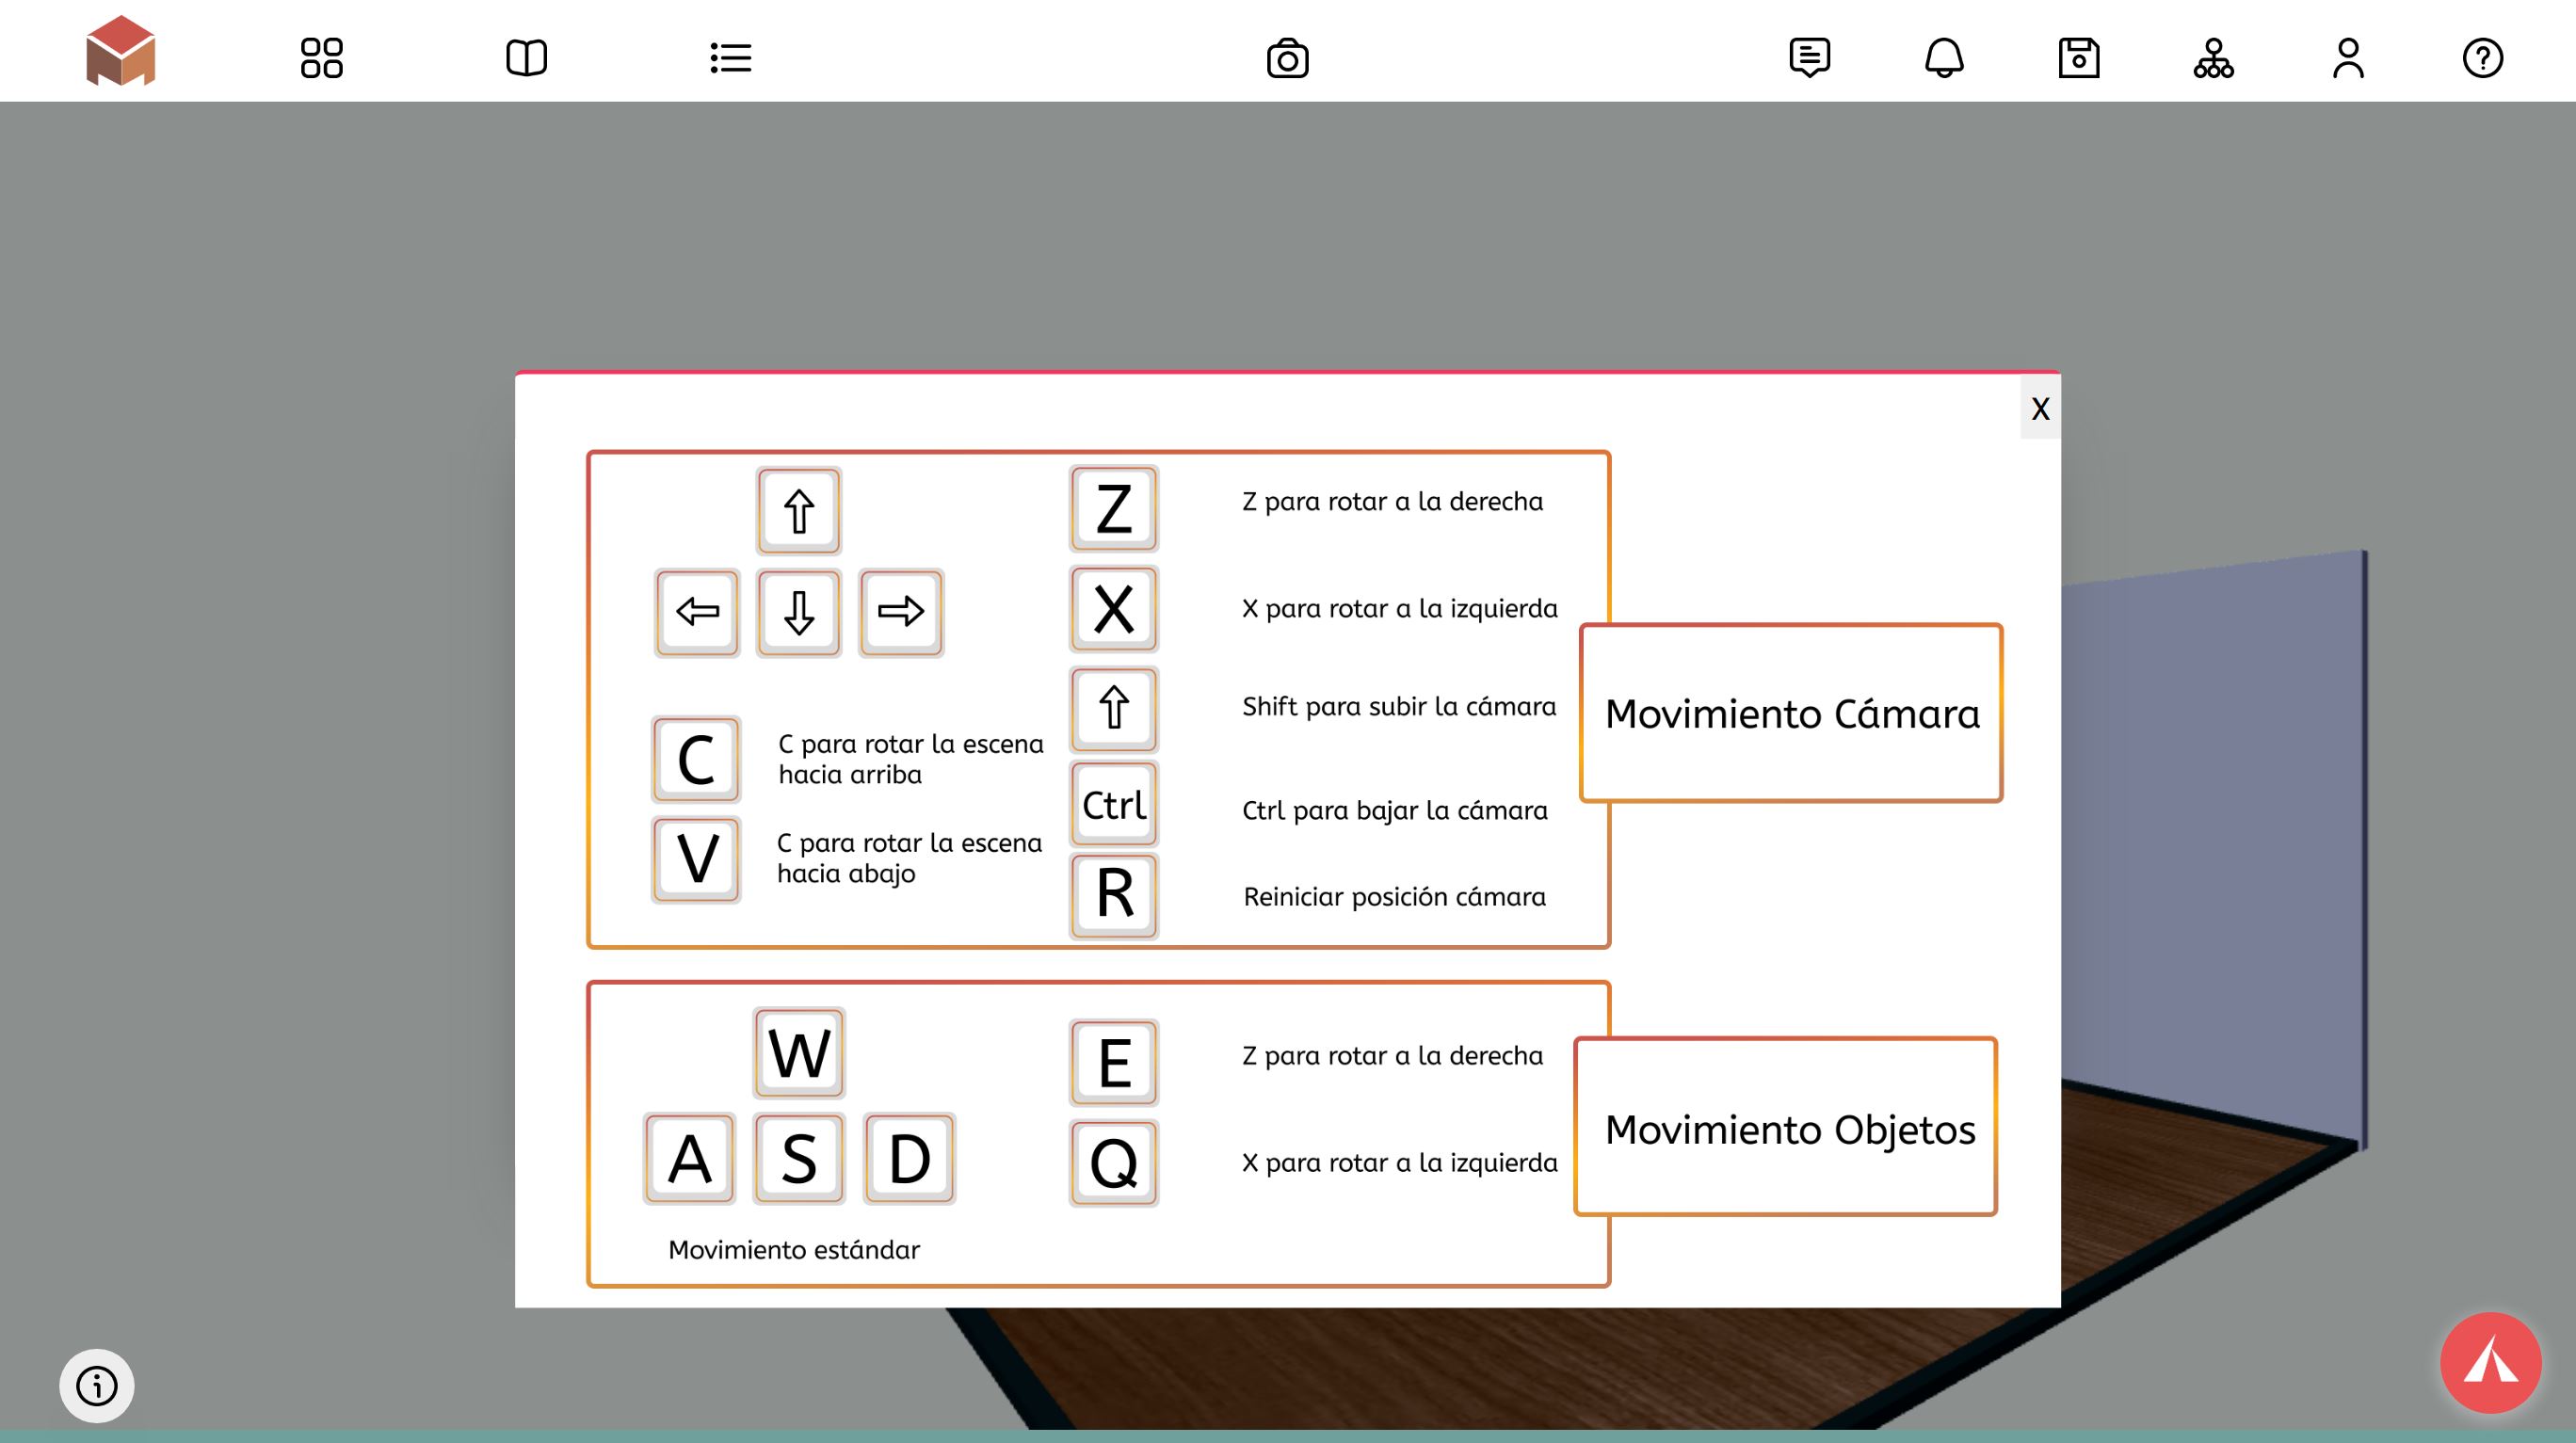 X
Z
Z para rotar a la derecha
X
X para rotar a la izquierda
Shift para subir la cámara
Movimiento Cámara
C
C para rotar la escena
hacia arriba
Ctrl
Ctrl para bajar la cámara
V
C para rotar la escena
hacia abajo
R
Reiniciar posición cámara
W
E
Z para rotar a la derecha
A
S
D
Q
X para rotar a la izquierda
Movimiento Objetos
Movimiento estándar